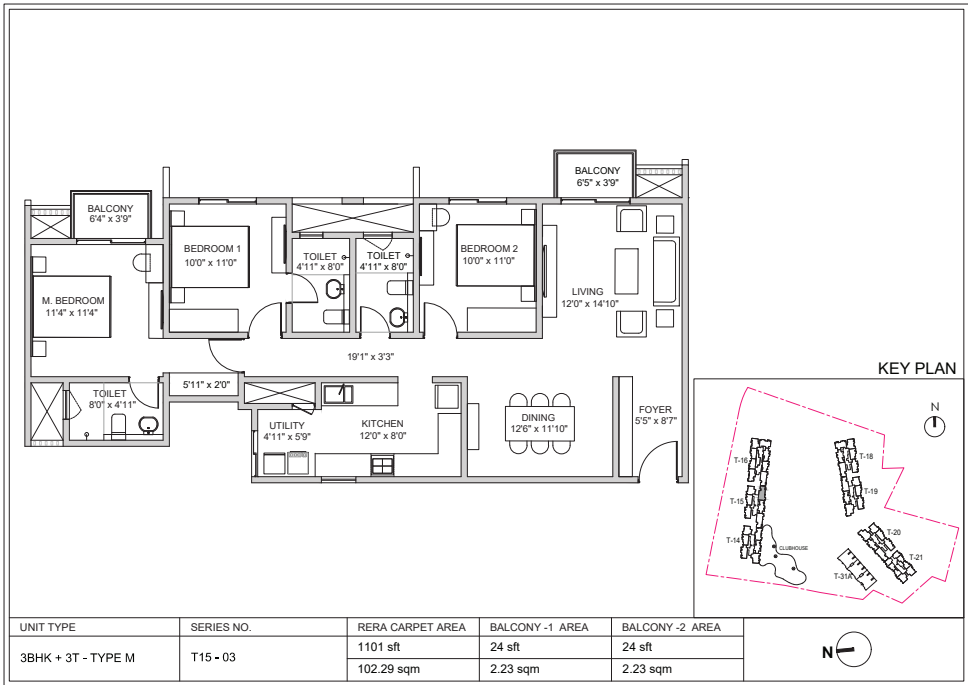 BALCONY
6'5" x 3'9"
BALCONY
6'4" x 3'9"
BEDROOM 1
10'0" x 11'0"
TOILET
4'11" x 8'0"
TOILET
4'11" x 8'0"
BEDROOM 2
10'0" x 11'0"
LIVING
12'0" x 14'10"
M. BEDROOM
11'4" x 11'4"
19'1" x 3'3"
5'11" x 2'0"
TOILET
8'0" x 4'11"
UTILITY
4'11" x 5'9"
KITCHEN
12'0" x 8'0"
DINING
12'6" x 11'10"
FOYER
5'5" x 8'7"
KEY PLAN
N
T-16
T-18
T-15
T-19
T-14
T-20
CLUBHOUSE
T-21
T-31A
UNIT TYPE
SERIES NO.
RERA CARPET AREA
BALCONY -1 AREA
BALCONY -2 AREA
3BHK + 3T - TYPE M
T15 - 03
1101 sft
24 sft
24 sft
102.29 sqm
2.23 sqm
2.23 sqm
N